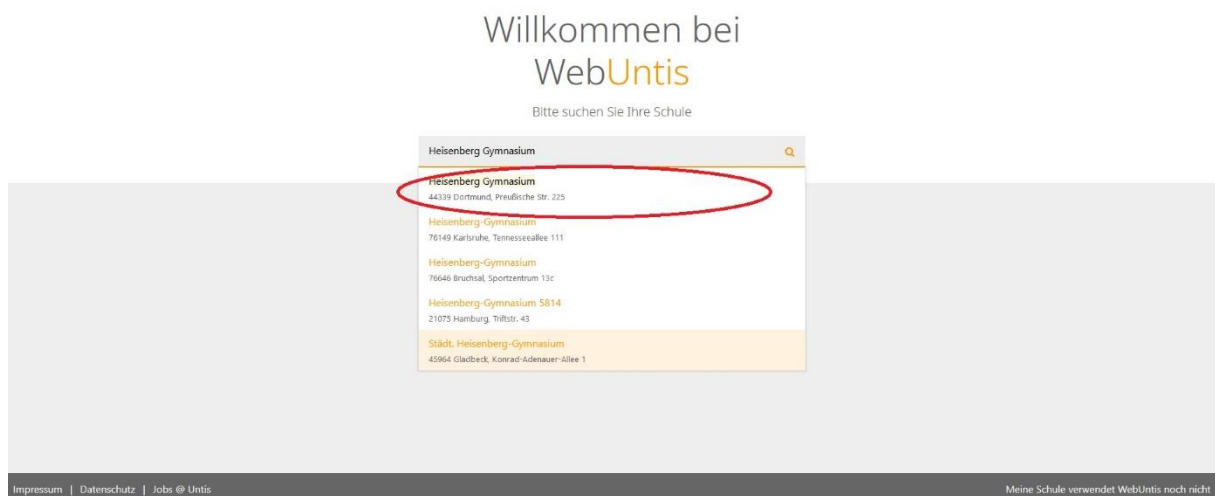 Willkommen bei
WebUntis
Bitte suchen Sie Ihre Schule
Heisenberg Gymnasium
Heisenberg Gymnasium
44339 Dortmund, Preußische Str. 225
Heisenberg-Gymnasium
76149 Karlsruhe, Tennesseeallee 111
Heisenberg-Gymnasium
76646 Bruchsal, Sportzentrum 13c
Heisenberg-Gymnasium 5814
21075 Hamburg, Triftstr. 43
Städt. Heisenberg-Gymnasium
45964 Gladbeck, Konrad-Adenauer-Allee 1
Impressum | Datenschutz | Jobs @ Untis
Meine Schule verwendet WebUntis noch nicht